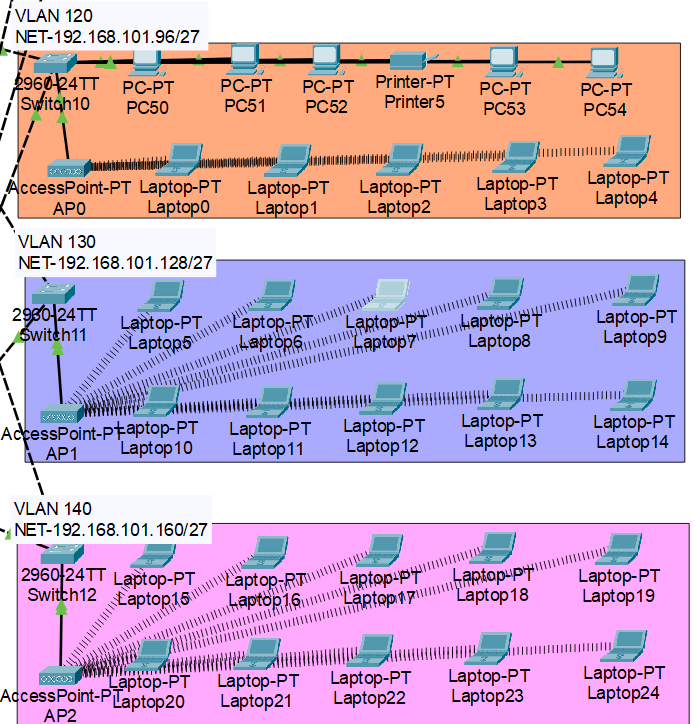 VLAN 120
NET-192.168.101.96/27
2960-24TT
Switch10
PC-PT
PC50
PC-PT
PC51
PC-PT
PC52
Printer-PT
Printer5
PC-PT
PC53
PC-PT
PC54
AccessPoint-PT
AP0
Laptop-PT
Laptop0
Laptop-PT
Laptop1
Laptop-PT
Laptop2
Laptop-PT
Laptop3
Laptop-PT
Laptop4
VLAN 130
NET-192.168.101.128/27
2960-24TT
Switch11
Laptop-PT
Laptop5
Laptop-PT
Laptop6
Laptop-PT
Laptop7
Laptop-PT
Laptop8
Laptop-PT
Laptop9
AccessPoint-PT
AP1
Laptop-PT
Laptop10
Laptop-PT
Laptop11
Laptop-PT
Laptop12
Laptop-PT
Laptop13
Laptop-PT
Laptop14
VLAN 140
NET-192.168.101.160/27
2960-24TT
Switch12
Laptop-PT
Laptop15
Laptop-PT
Laptop16
Laptop-PT
Laptop17
Laptop-PT
Laptop18
Laptop-PT
Laptop19
AccessPoint-PT
AP2
Laptop-PT
Laptop20
Laptop-PT
Laptop21
Laptop-PT
Laptop22
Laptop-PT
Laptop23
Laptop-PT
Laptop24